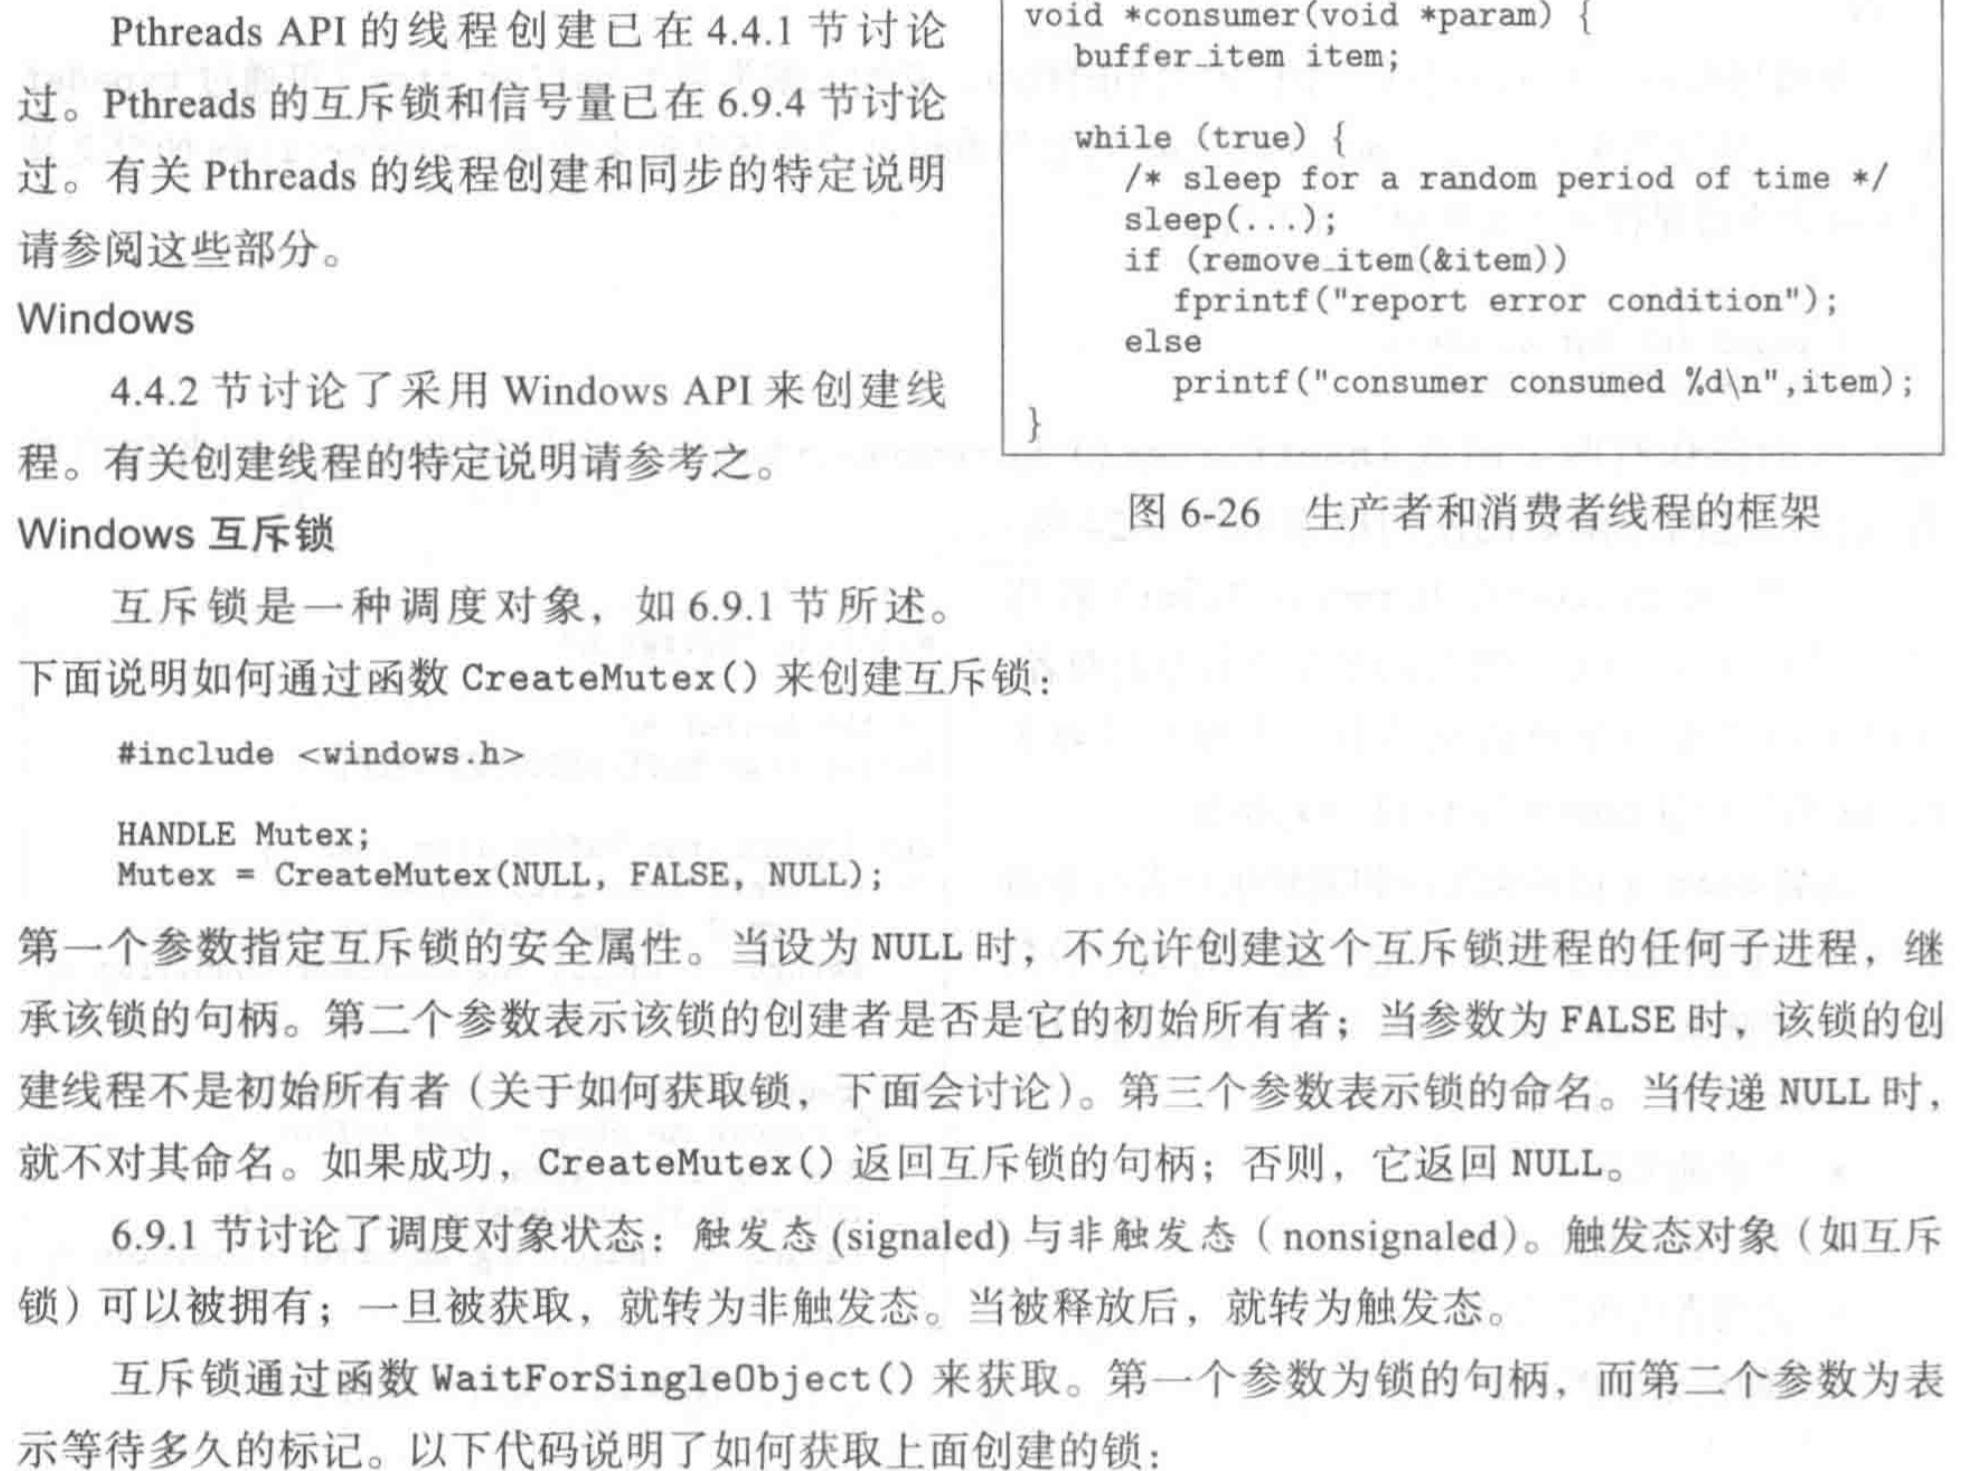 Pthreads API 的线程创建已在 4.4.1 节讨论
过。Pthreads 的互斥锁和信号量已在 6.9.4 节讨论
过。有关 Pthreads 的线程创建和同步的特定说明
请参阅这些部分。
Windows
4.4.2 节讨论了采用 Windows API 来创建线
程。有关创建线程的特定说明请参考之。
Windows 互斥锁
互斥锁是一种调度对象，如 6.9.1 节所述。
下面说明如何通过函数 CreateMutex() 来创建互斥锁：
void *consumer(void *param) {
buffer_item item;
while (true) {
/* sleep for a random period of time */
sleep(...);
if (remove_item(&item))
fprintf("report error condition");
else
printf("consumer consumed %d\n",item);
}
图 6-26 生产者和消费者线程的框架
#include <windows.h>
HANDLE Mutex;
Mutex = CreateMutex(NULL, FALSE, NULL);
第一个参数指定互斥锁的安全属性。当设为 NULL 时，不允许创建这个互斥锁进程的任何子进程，继
承该锁的句柄。第二个参数表示该锁的创建者是否是它的初始所有者；当参数为 FALSE 时，该锁的创
建线程不是初始所有者（关于如何获取锁，下面会讨论）。第三个参数表示锁的命名。当传递 NULL 时，
就不对其命名。如果成功，CreateMutex() 返回互斥锁的句柄；否则，它返回 NULL。
6.9.1 节讨论了调度对象状态：触发态 (signaled) 与非触发态（nonsignaled）。触发态对象（如互斥
锁）可以被拥有；一旦被获取，就转为非触发态。当被释放后，就转为触发态。
互斥锁通过函数 WaitForSingleObject() 来获取。第一个参数为锁的句柄，而第二个参数为表
示等待多久的标记。以下代码说明了如何获取上面创建的锁：